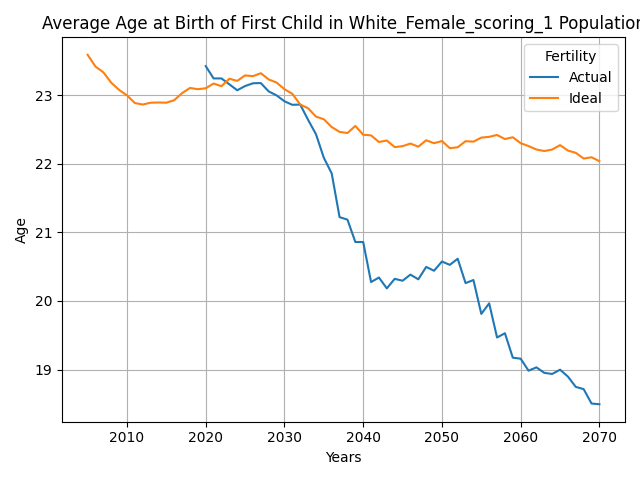 Average Age at Birth of First Child in White_Female_scoring_1 Population
Fertility
Actual
Ideal
Age
23
22
21
20
19
2010 2020 2030 2040 2050 2060 2070
Years